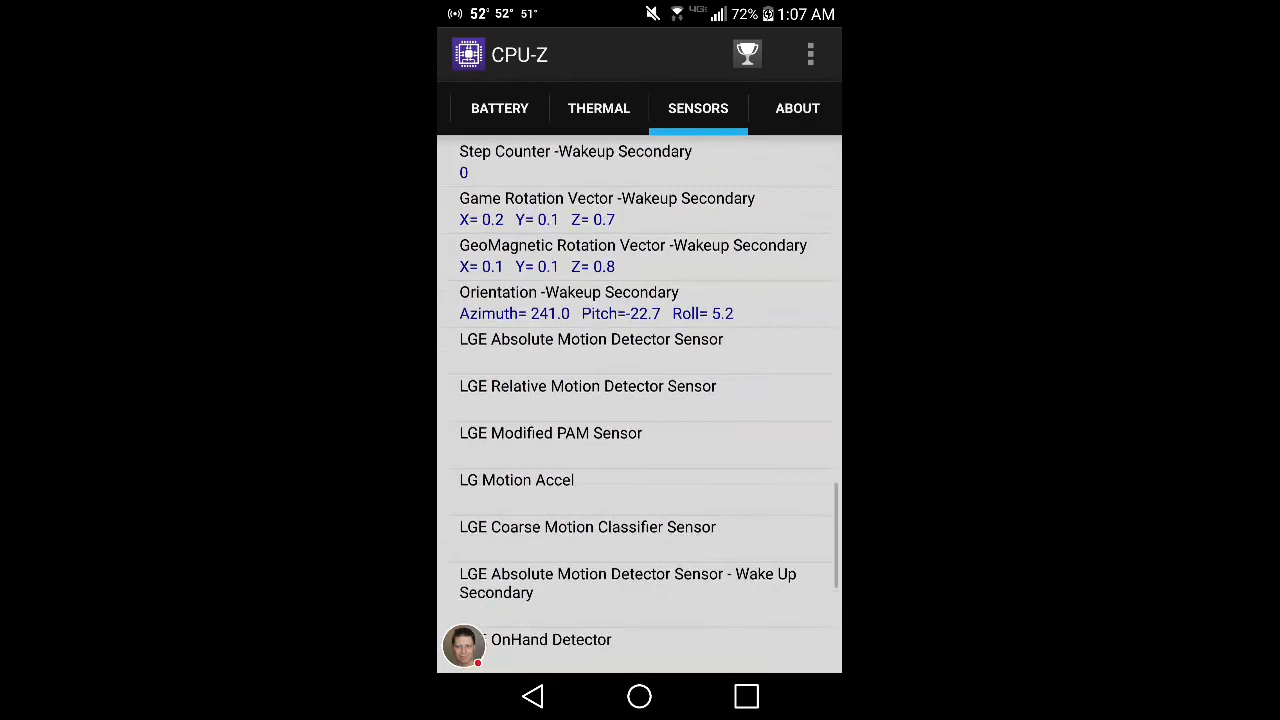 52° 52° 51° 4G 72% 1:07 AM
CPU-Z
BATTERY THERMAL SENSORS ABOUT
Step Counter -Wakeup Secondary
0
Game Rotation Vector -Wakeup Secondary
X= 0.2 Y= 0.1 Z= 0.7
GeoMagnetic Rotation Vector -Wakeup Secondary
X= 0.1 Y= 0.1 Z= 0.8
Orientation -Wakeup Secondary
Azimuth= 241.0 Pitch=-22.7 Roll= 5.2
LGE Absolute Motion Detector Sensor
LGE Relative Motion Detector Sensor
LGE Modified PAM Sensor
LG Motion Accel
LGE Coarse Motion Classifier Sensor
LGE Absolute Motion Detector Sensor - Wake Up
Secondary
OnHand Detector